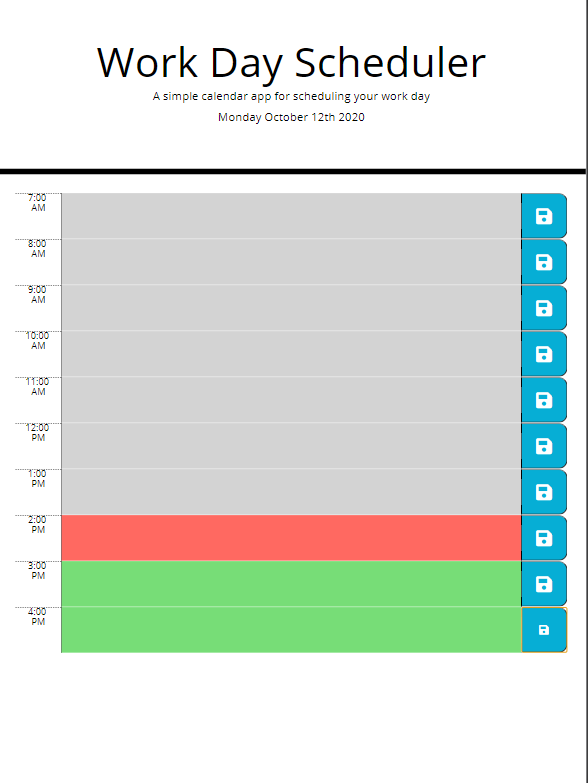 Work Day Scheduler
A simple calendar app for scheduling your work day
Monday October 12th 2020
7:00
AM
8:00
AM
9:00
AM
10:00
AM
11:00
AM
12:00
PM
1:00
PM
2:00
PM
3:00
PM
4:00
PM